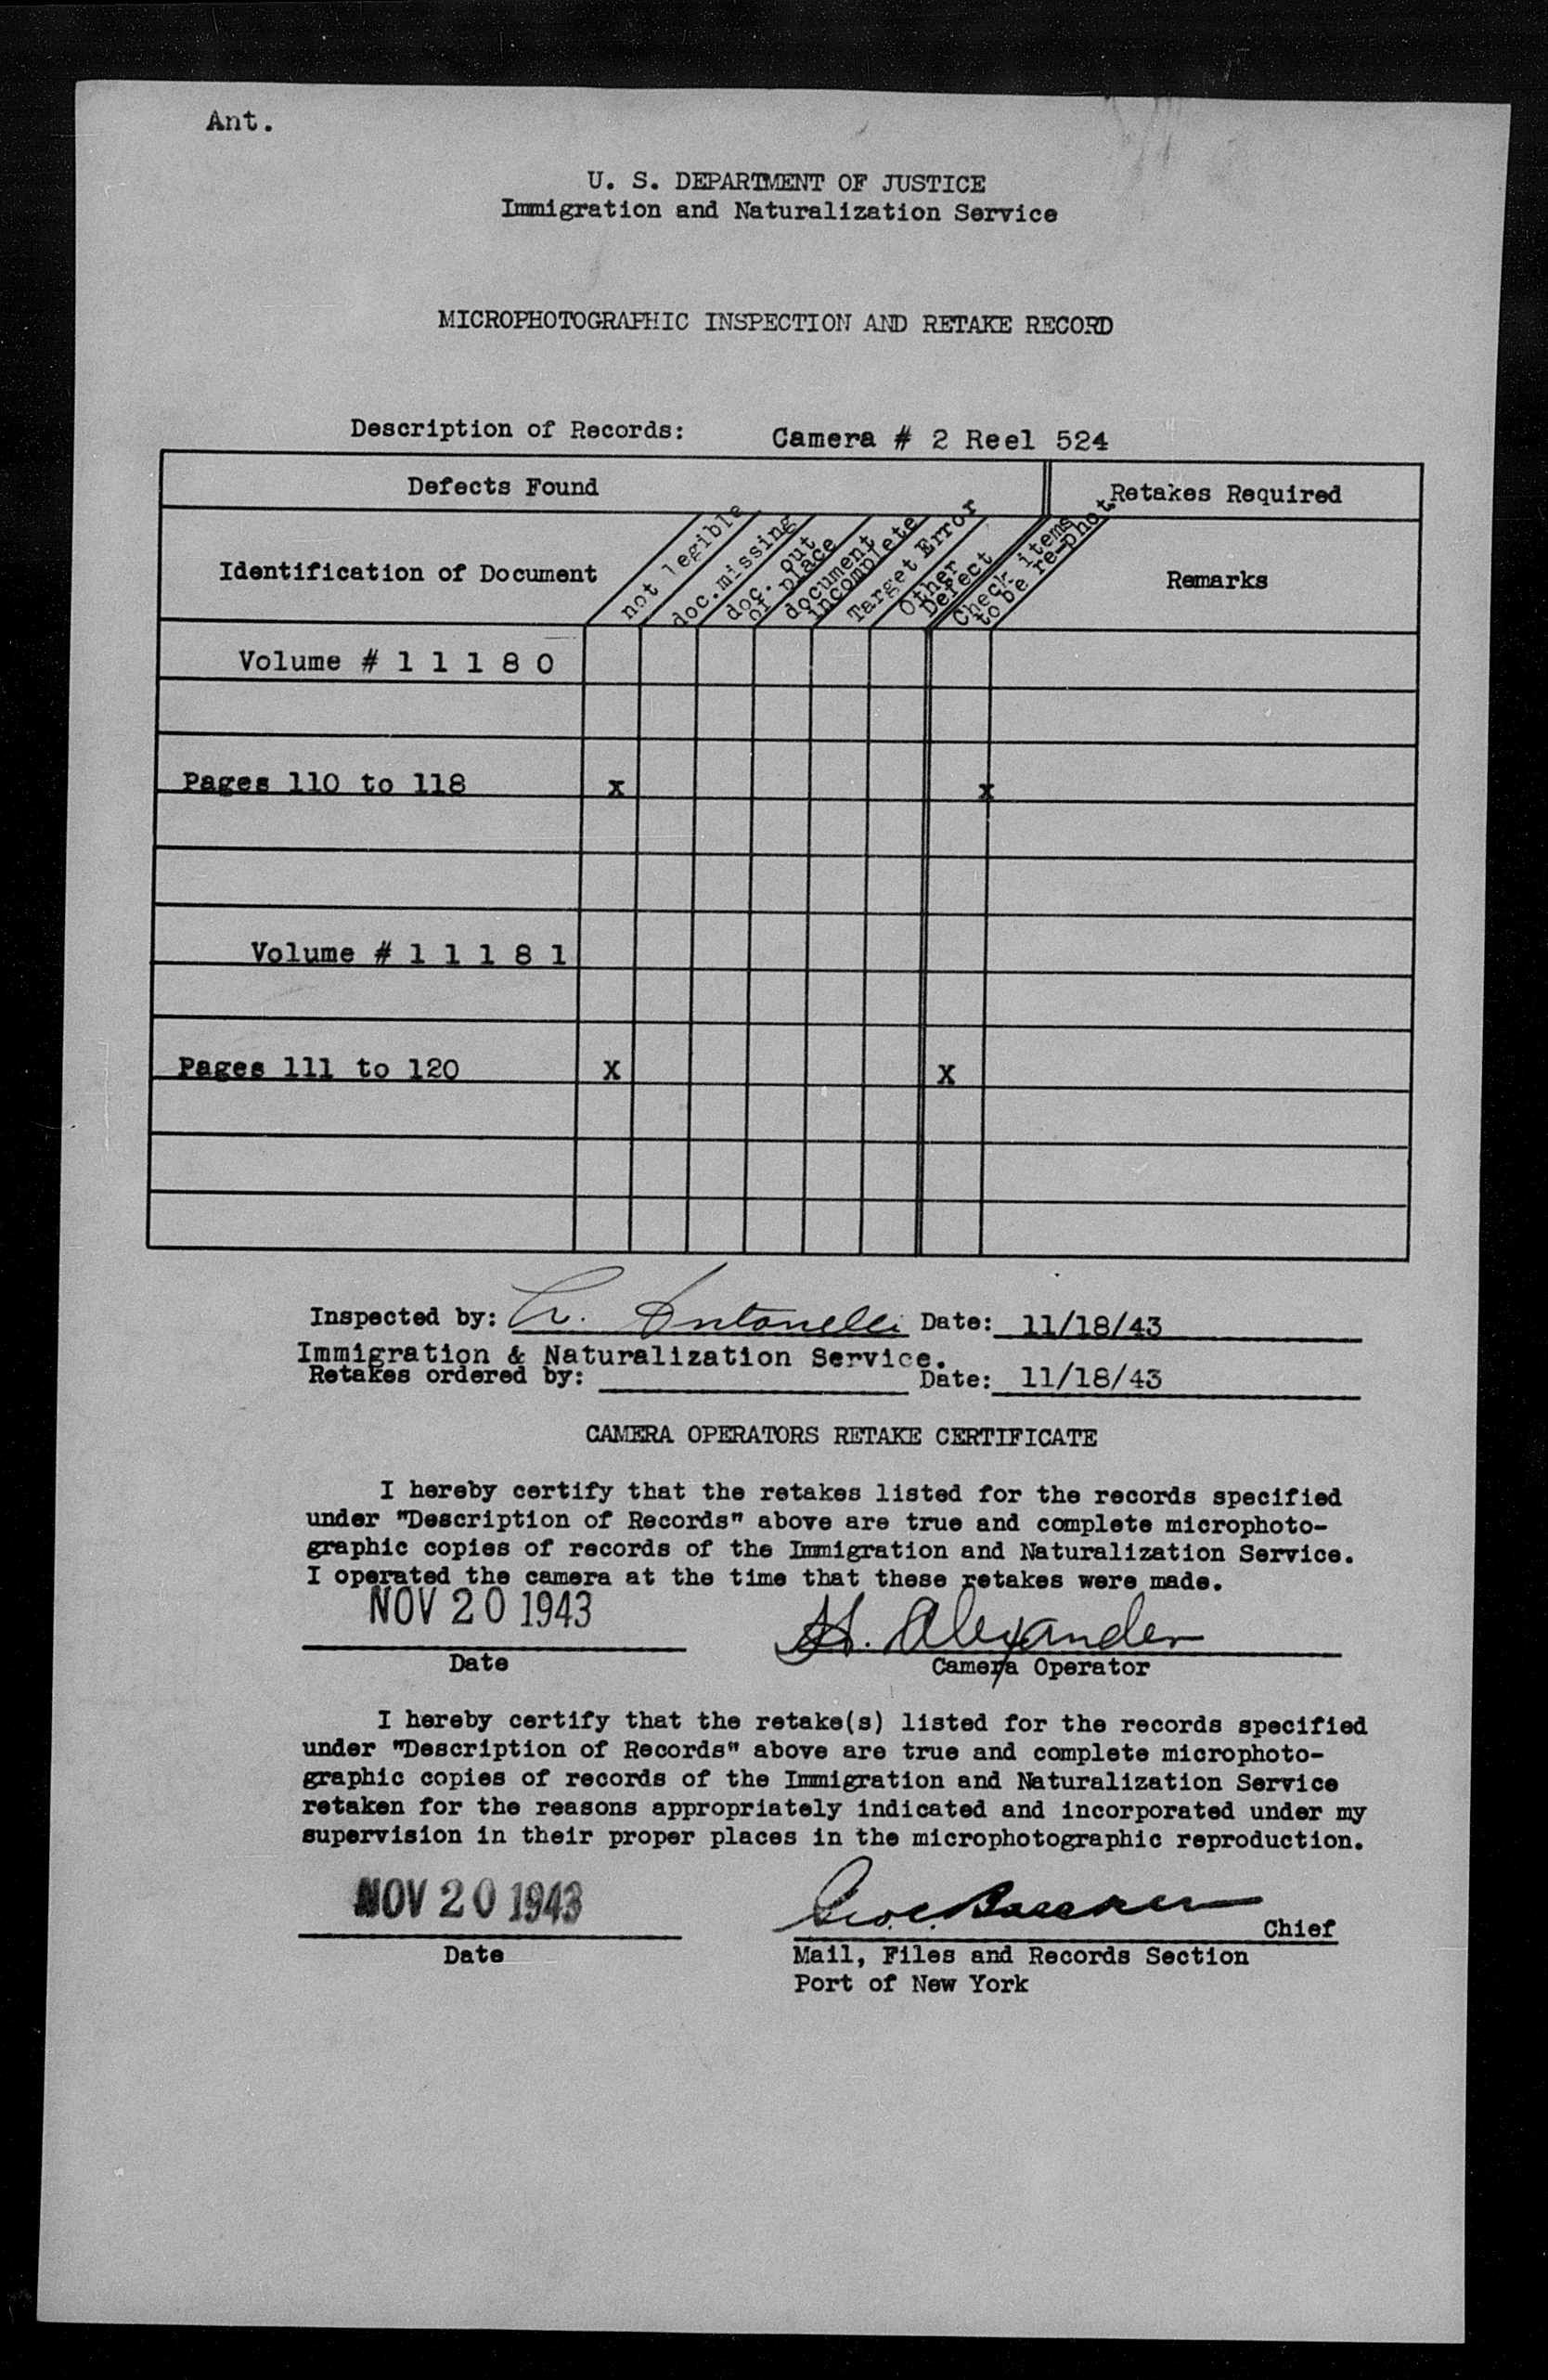 Ant.
U. S. DEPARTMENT OF JUSTICE
Immigration and Naturalization Service
MICROPHOTOGRAPHIC INSPECTION AND RETAKE RECORD
Description of Records: Camera # 2 Reel 524
Defects Found
Retakes Required
Identification of Document
not legible
doc.missing
doc. out
of place
document
incomplete
Target Error
Other
Defect
Check items
to be re-phot.
Remarks
Volume # 1 1 1 8 0
Pages 110 to 118 x x
Volume # 1 1 1 8 1
Pages 111 to 120 X X
Inspected by: Antonelli Date: 11/18/43
Immigration & Naturalization Service.
Retakes ordered by: Date: 11/18/43
CAMERA OPERATORS RETAKE CERTIFICATE
I hereby certify that the retakes listed for the records specified
under "Description of Records" above are true and complete microphoto-
graphic copies of records of the Immigration and Naturalization Service.
I operated the camera at the time that these retakes were made.
NOV 20 1943 H. Alexander
Date Camera Operator
I hereby certify that the retake(s) listed for the records specified
under "Description of Records" above are true and complete microphoto-
graphic copies of records of the Immigration and Naturalization Service
retaken for the reasons appropriately indicated and incorporated under my
supervision in their proper places in the microphotographic reproduction.
NOV 20 1943
Chief
Date Mail, Files and Records Section
Port of New York